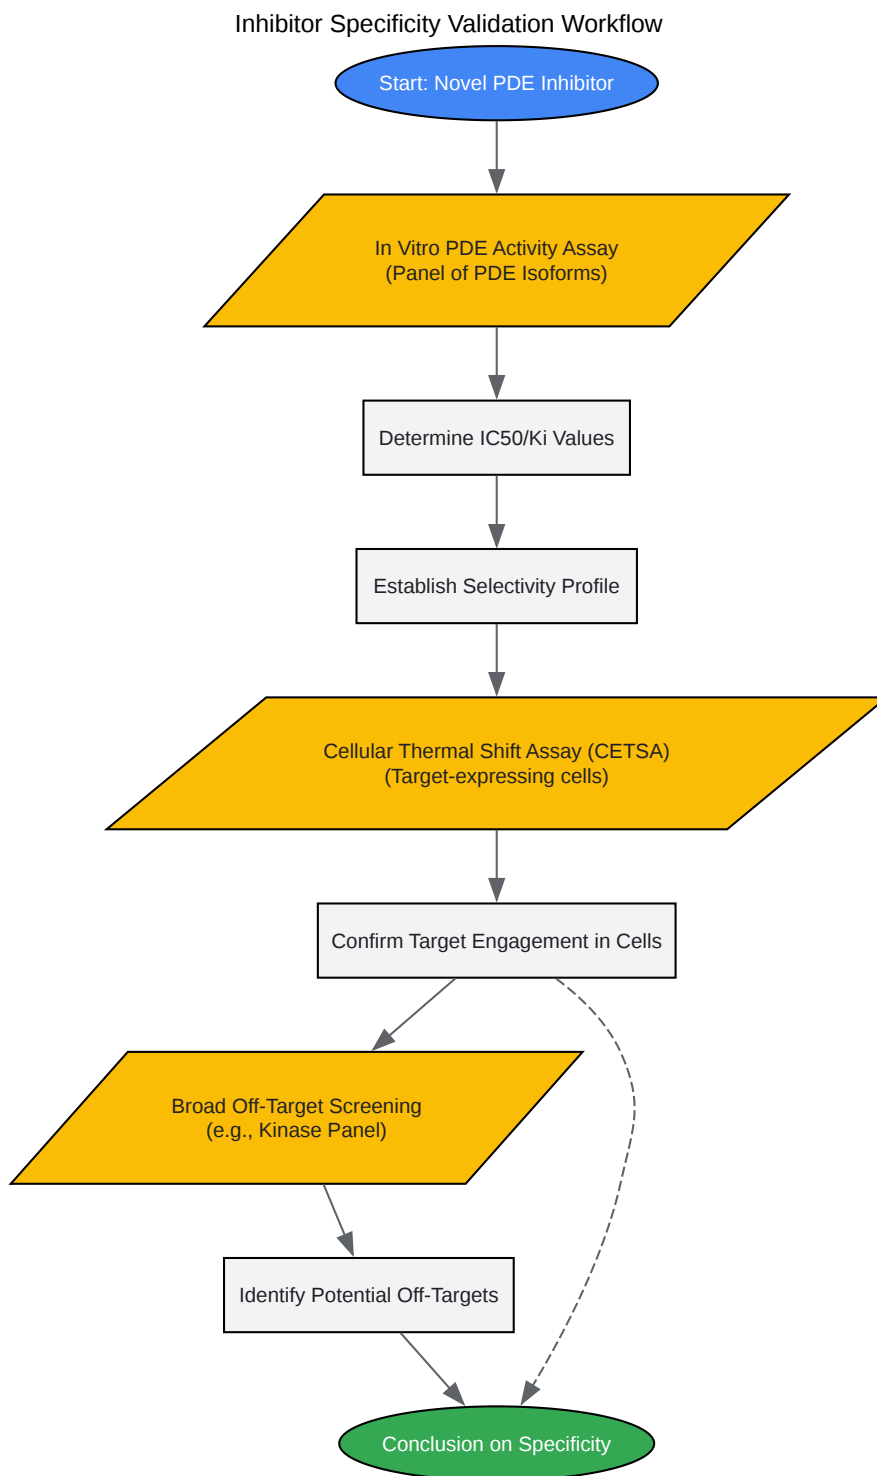 Inhibitor Specificity Validation Workflow
Start: Novel PDE Inhibitor
In Vitro PDE Activity Assay
(Panel of PDE Isoforms)
Determine IC50/Ki Values
Establish Selectivity Profile
Cellular Thermal Shift Assay (CETSA)
(Target-expressing cells)
Confirm Target Engagement in Cells
Broad Off-Target Screening
(e.g., Kinase Panel)
Identify Potential Off-Targets
Conclusion on Specificity